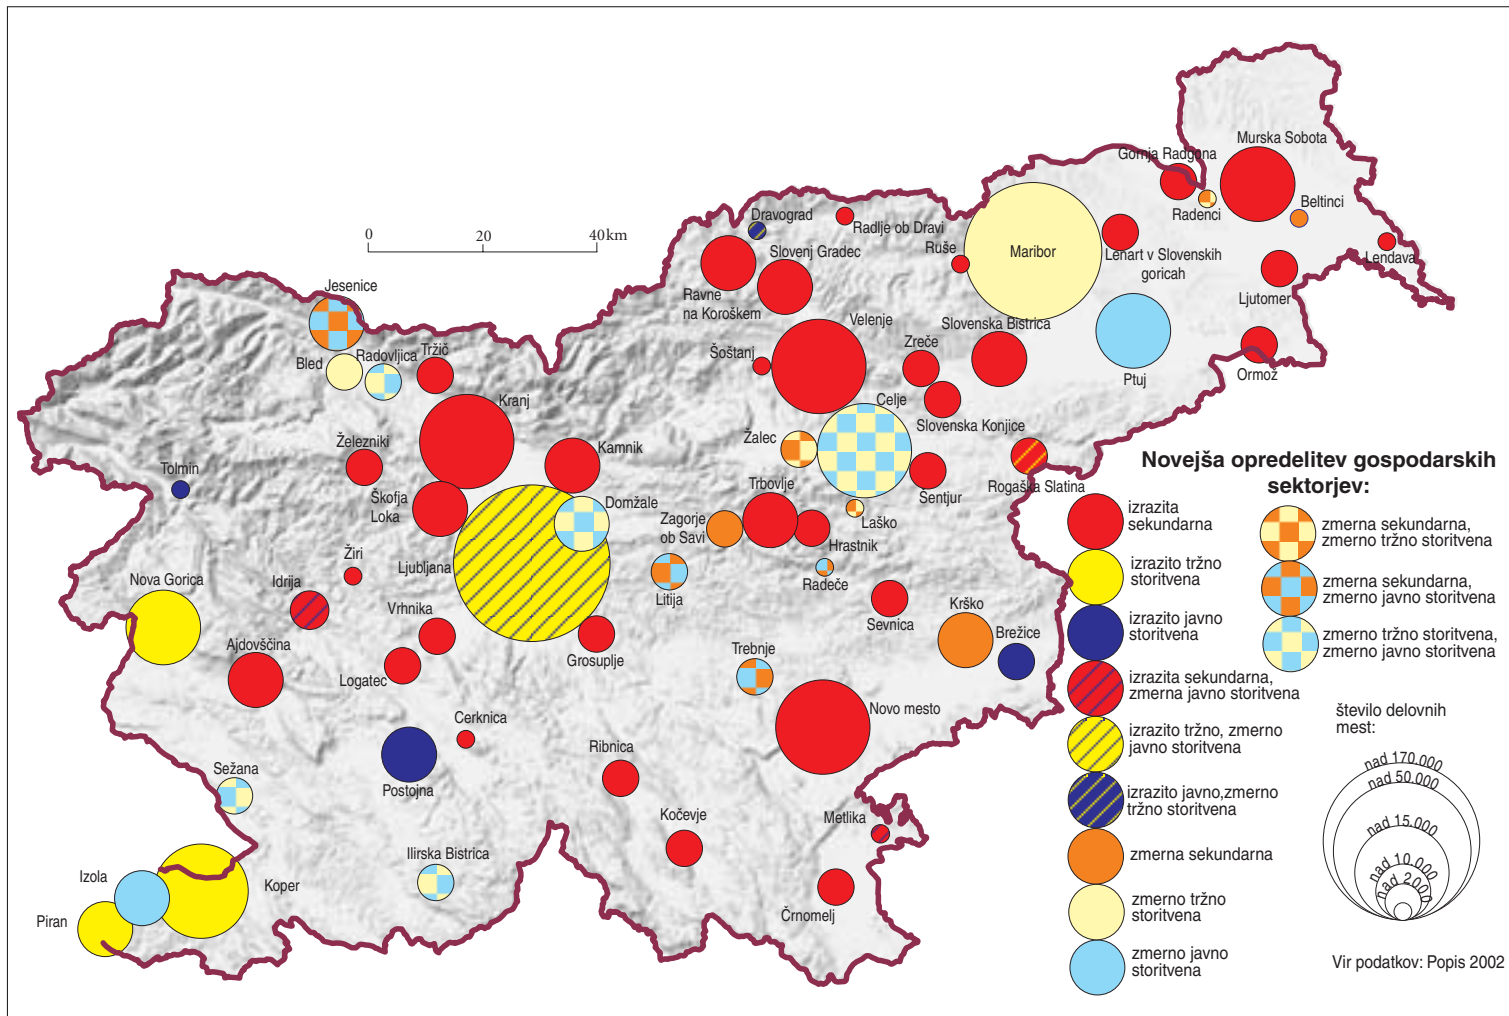 Murska Sobota
Gornja Radgona
Radenci
Beltinci
Dravograd
Radlje ob Dravi
Ruše
Maribor
Lenart v Slovenskih
goricah
Lendava
Slovenj Gradec
Ravne
na Koroškem
Ljutomer
0
20
40 km
Jesenice
Velenje
Slovenska Bistrica
Zreče
Šoštanj
Ptuj
Ormož
Bled
Radovljica
Tržič
Kranj
Celje
Slovenska Konjice
Žalec
Železniki
Kamnik
Tolmin
Škofja
Loka
Domžale
Trbovlje
Šentjur
Rogaška Slatina
Zagorje
ob Savi
Laško
Hrastnik
Žiri
Ljubljana
Nova Gorica
Idrija
Litija
Radeče
Vrhnika
Sevnica
Krško
Ajdovščina
Grosuplje
Trebnje
Brežice
Logatec
Novo mesto
Cerknica
Ribnica
Sežana
Postojna
Kočevje
Metlika
Izola
Koper
Ilirska Bistrica
Piran
Črnomelj
Novejša opredelitev gospodarskih
sektorjev:
izrazita
sekundarna
izrazito tržno
storitvena
izrazito javno
storitvena
izrazita sekundarna,
zmerna javno storitvena
izrazito tržno, zmerno
javno storitvena
izrazito javno,zmerno
tržno storitvena
zmerna sekundarna
zmerno tržno
storitvena
zmerno javno
storitvena
zmerna sekundarna,
zmerno tržno storitvena
zmerna sekundarna,
zmerno javno storitvena
zmerno tržno storitvena,
zmerno javno storitvena
število delovnih
mest:
nad 170.000
nad 50.000
nad 15.000
nad 10.000
nad 2000
Vir podatkov: Popis 2002